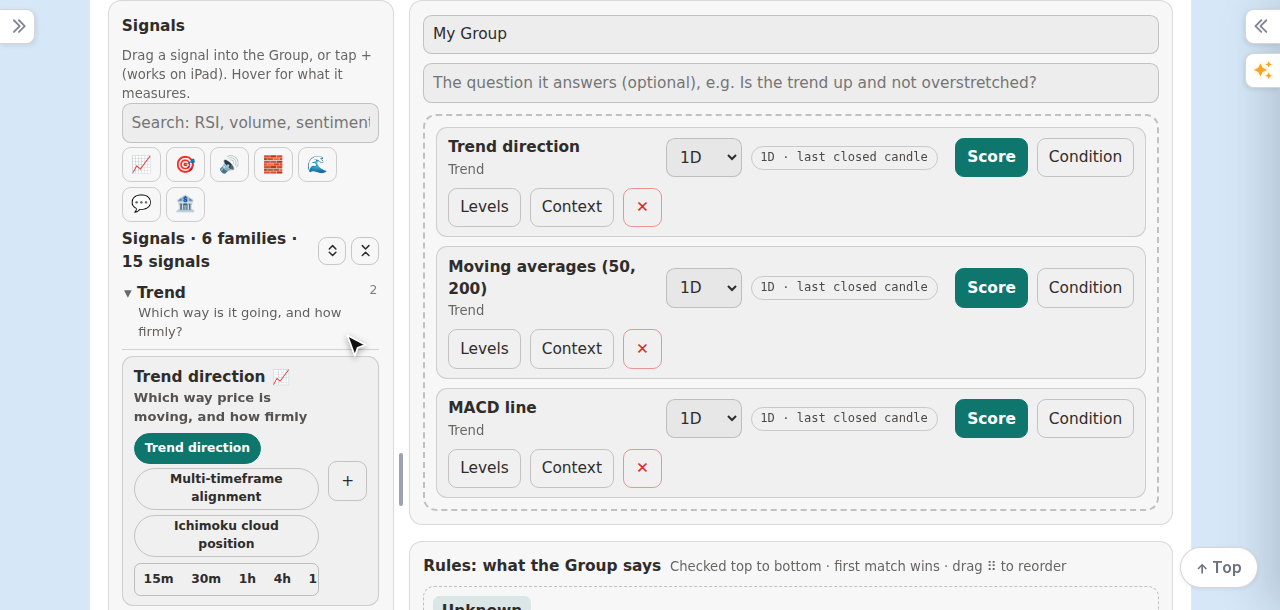 Signals
Drag a signal into the Group, or tap +
(works on iPad). Hover for what it
measures.
Search: RSI, volume, sentiment
Signals · 6 families ·
15 signals
▾ Trend 2
Which way is it going, and how
firmly?
Trend direction
Which way price is
moving, and how firmly
Trend direction
Multi-timeframe
alignment
+
Ichimoku cloud
position
15m 30m 1h 4h 1
My Group
The question it answers (optional), e.g. Is the trend up and not overstretched?
Trend direction
Trend
1D
1D · last closed candle
Score
Condition
Levels
Context
×
Moving averages (50,
200)
Trend
1D
1D · last closed candle
Score
Condition
Levels
Context
×
MACD line
Trend
1D
1D · last closed candle
Score
Condition
Levels
Context
×
Rules: what the Group says Checked top to bottom · first match wins · drag ⠿ to reorder
Unknown
↑ Top